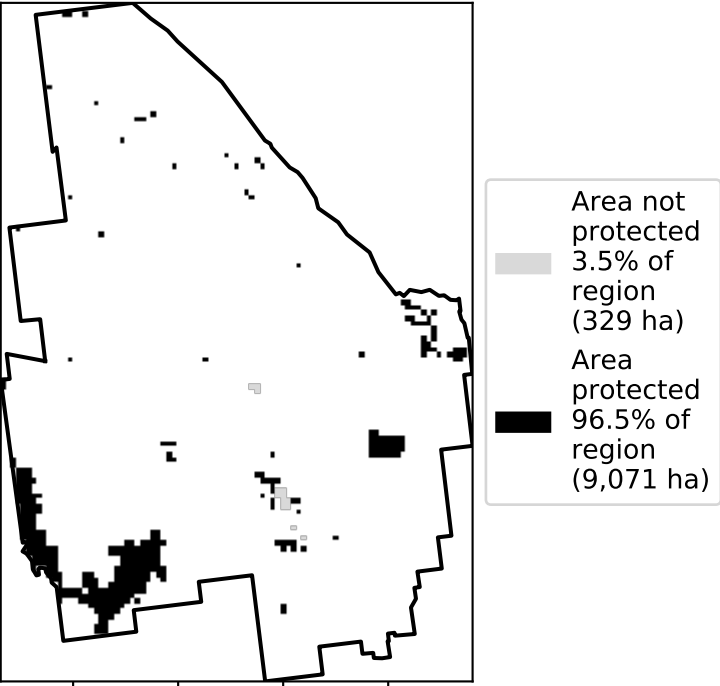 Area not
protected
3.5% of
region
(329 ha)
Area
protected
96.5% of
region
(9,071 ha)